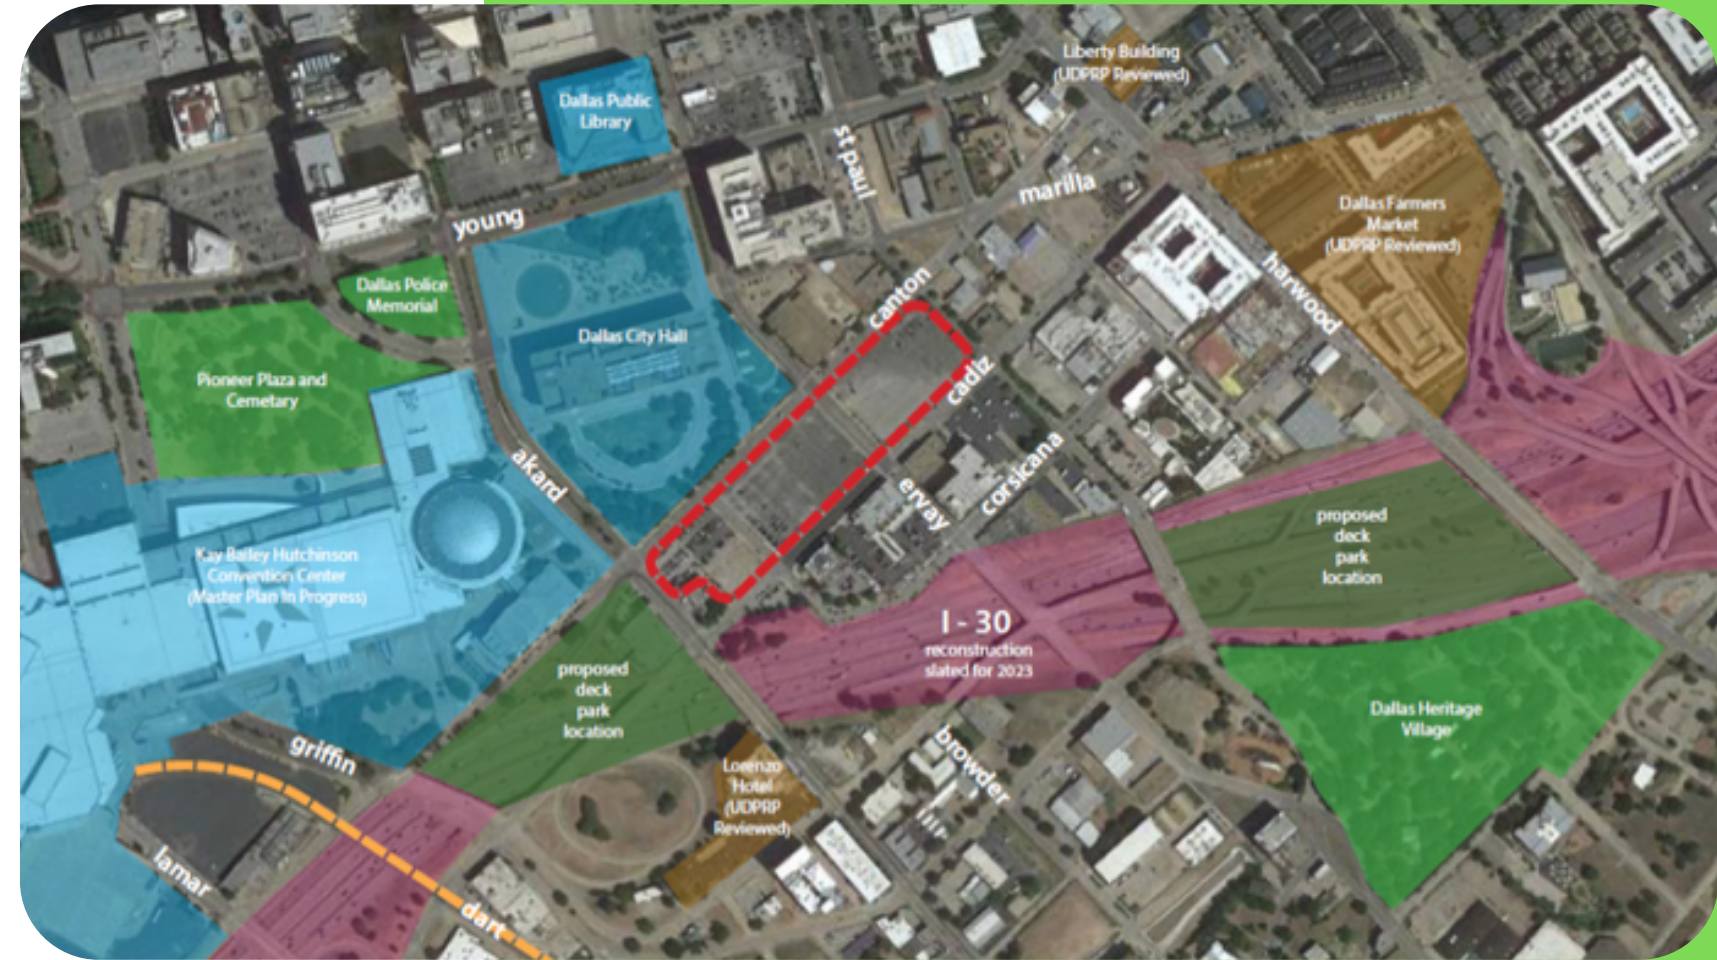 Liberty Building
(UDPRP Reviewed)
Dallas Public
Library
st paul
marilla
young
Dallas Farmers
Market
(UDPRP Reviewed)
Dallas Police
Memorial
canton
harwood
Dallas City Hall
Pioneer Plaza and
Cemetary
cadiz
akard
corsicana
ervay
proposed
deck
park
location
Kay Bailey Hutchinson
Convention Center
(Master Plan In Progress)
I - 30
reconstruction
slated for 2023
proposed
deck
park
location
Dallas Heritage
Village
griffin
browder
Lorenzo
Hotel
(UDPRP
Reviewed)
lamar
dart